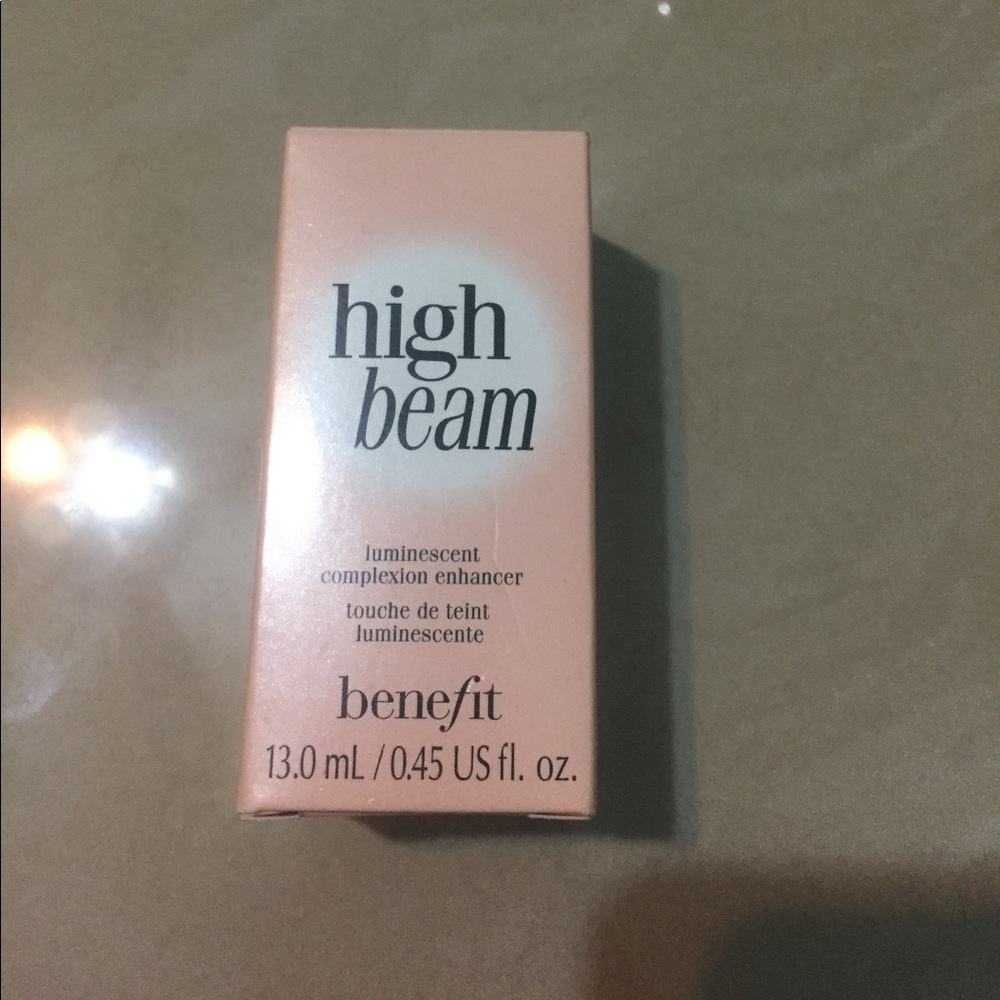 high
beam
luminescent
complexion enhancer
touche de teint
luminescente
benefit
13.0 mL / 0.45 US fl. oz.